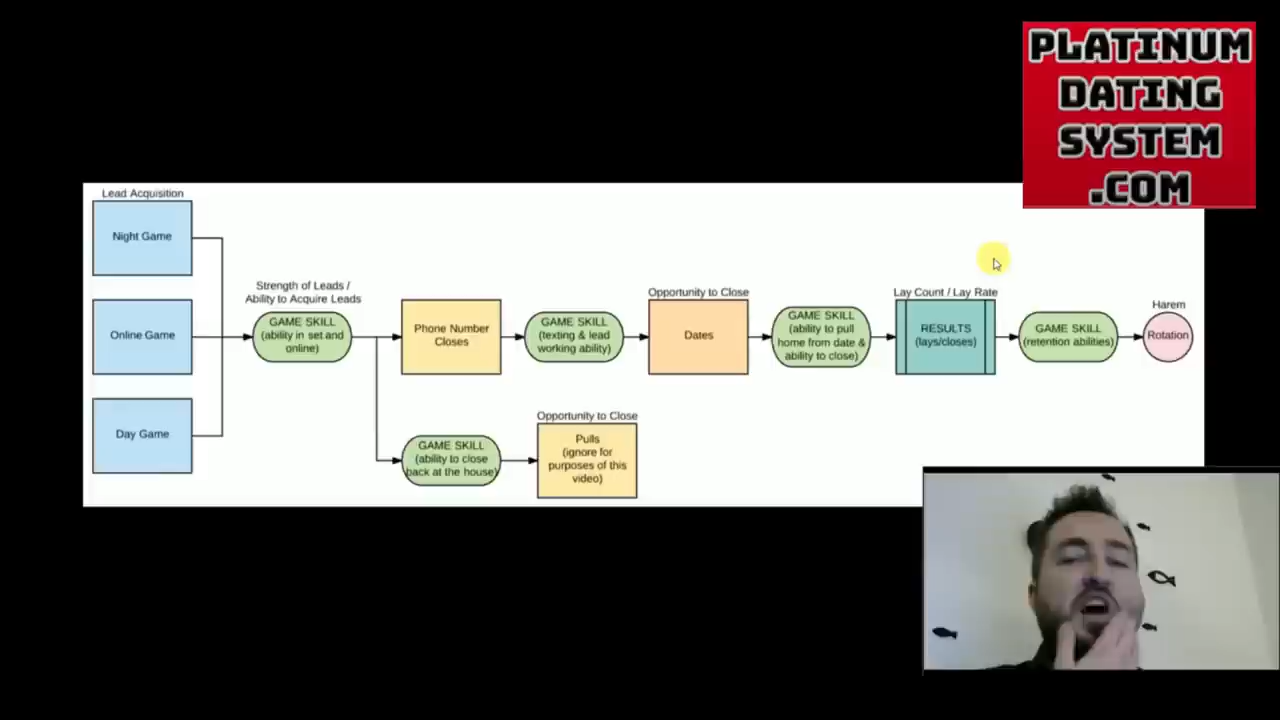 PLATINUM
DATING
SYSTEM
.COM
Lead Acquisition
Night Game
Online Game
Day Game
Strength of Leads /
Ability to Acquire Leads
GAME SKILL
(ability in set and
online)
Phone Number
Closes
GAME SKILL
(texting & lead
working ability)
Opportunity to Close
Dates
GAME SKILL
(ability to pull
home from date &
ability to close)
Lay Count / Lay Rate
RESULTS
(lays/closes)
GAME SKILL
(retention abilities)
Harem
Rotation
GAME SKILL
(ability to close
back at the house)
Opportunity to Close
Pulls
(ignore for
purposes of this
video)